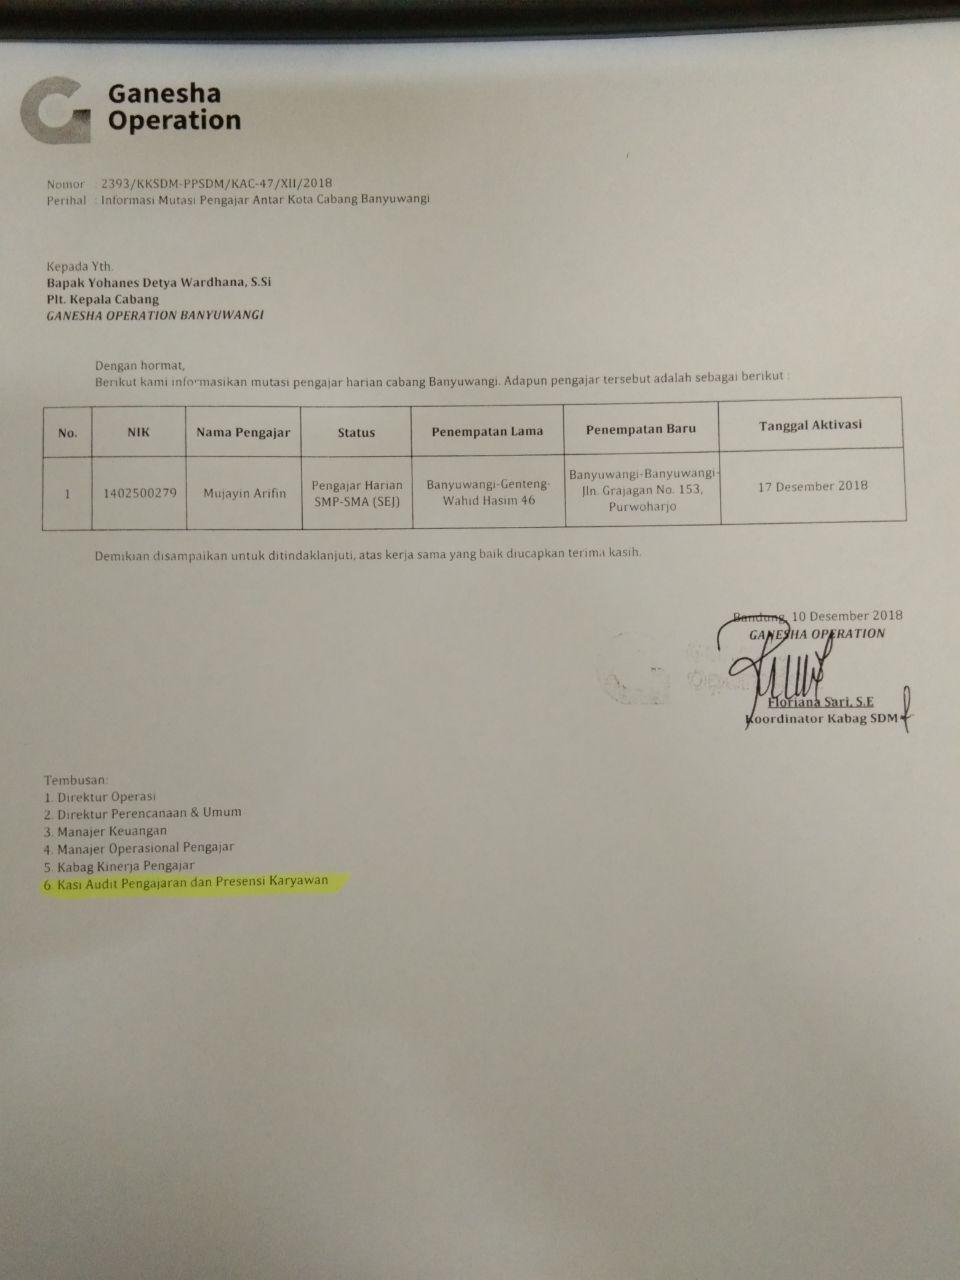 Ganesha
Operation
Nomor : 2393/KKSDM-PPSDM/KAC-47/XII/2018
Perihal : Informasi Mutasi Pengajar Antar Kota Cabang Banyuwangi
Kepada Yth.
Bapak Yohanes Detya Wardhana, S.Si
Plt. Kepala Cabang
GANESHA OPERATION BANYUWANGI
Dengan hormat,
Berikut kami informasikan mutasi pengajar harian cabang Banyuwangi. Adapun pengajar tersebut adalah sebagai berikut :
No. NIK Nama Pengajar Status Penempatan Lama Penempatan Baru Tanggal Aktivasi
1 1402500279 Mujayin Arifin Pengajar Harian SMP-SMA (SEJ) Banyuwangi-Genteng-Wahid Hasim 46 Banyuwangi-Banyuwangi-Jln. Grajagan No. 153, Purwoharjo 17 Desember 2018
Demikian disampaikan untuk ditindaklanjuti, atas kerja sama yang baik diucapkan terima kasih.
Bandung, 10 Desember 2018
GANESHA OPERATION
Floriana Sari, S.E
Koordinator Kabag SDM
Tembusan:
1. Direktur Operasi
2. Direktur Perencanaan & Umum
3. Manajer Keuangan
4. Manajer Operasional Pengajar
5. Kabag Kinerja Pengajar
6. Kasi Audit Pengajaran dan Presensi Karyawan